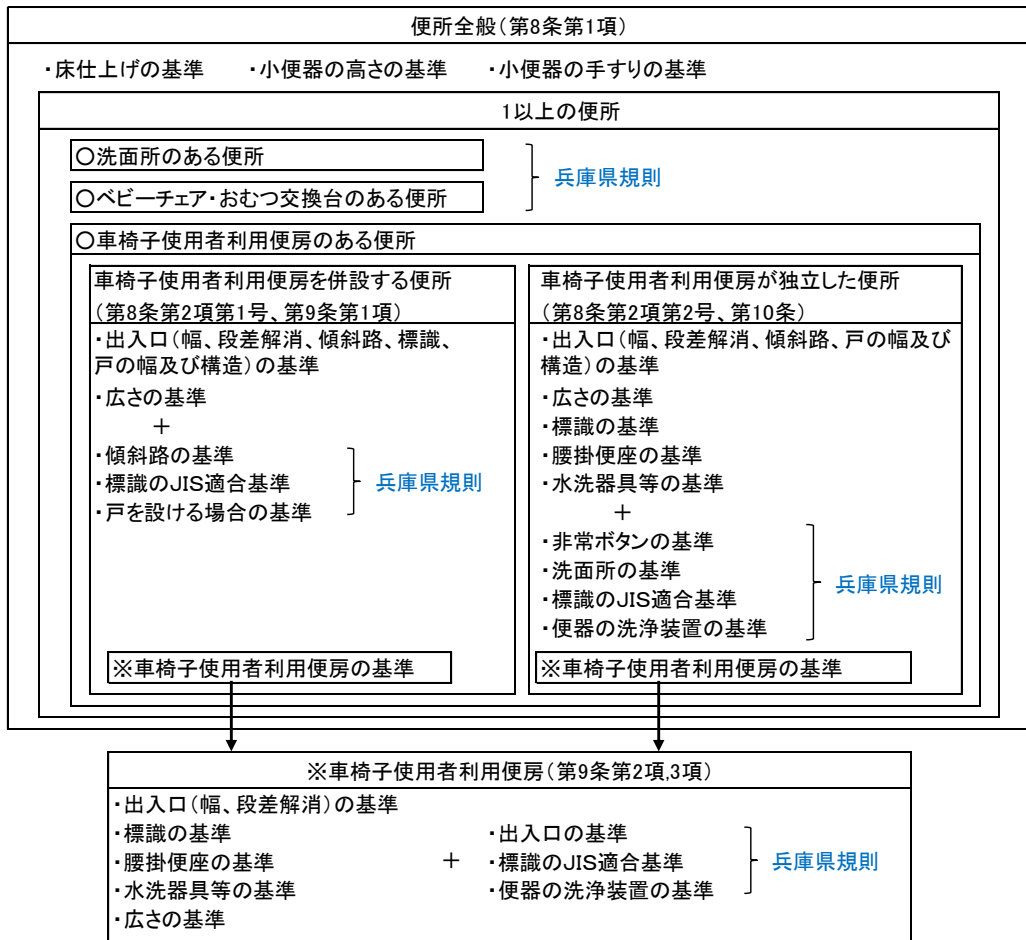 便所全般(第8条第1項)
・床仕上げの基準　・小便器の高さの基準　・小便器の手すりの基準
1以上の便所
〇洗面所のある便所
〇ベビーチェア・おむつ交換台のある便所
兵庫県規則
〇車椅子使用者利用便房のある便所
車椅子使用者利用便房を併設する便所
(第8条第2項第1号、第9条第1項)
・出入口(幅、段差解消、傾斜路、標識、
戸の幅及び構造)の基準
・広さの基準
＋
・傾斜路の基準
・標識のJIS適合基準
・戸を設ける場合の基準
兵庫県規則
※車椅子使用者利用便房の基準
車椅子使用者利用便房が独立した便所
(第8条第2項第2号、第10条)
・出入口(幅、段差解消、傾斜路、戸の幅及び
構造)の基準
・広さの基準
・標識の基準
・腰掛便座の基準
・水洗器具等の基準
＋
・非常ボタンの基準
・洗面所の基準
・標識のJIS適合基準
・便器の洗浄装置の基準
兵庫県規則
※車椅子使用者利用便房の基準
※車椅子使用者利用便房(第9条第2項,3項)
・出入口(幅、段差解消)の基準
・標識の基準
・腰掛便座の基準
・水洗器具等の基準
・広さの基準
＋
・出入口の基準
・標識のJIS適合基準
・便器の洗浄装置の基準
兵庫県規則